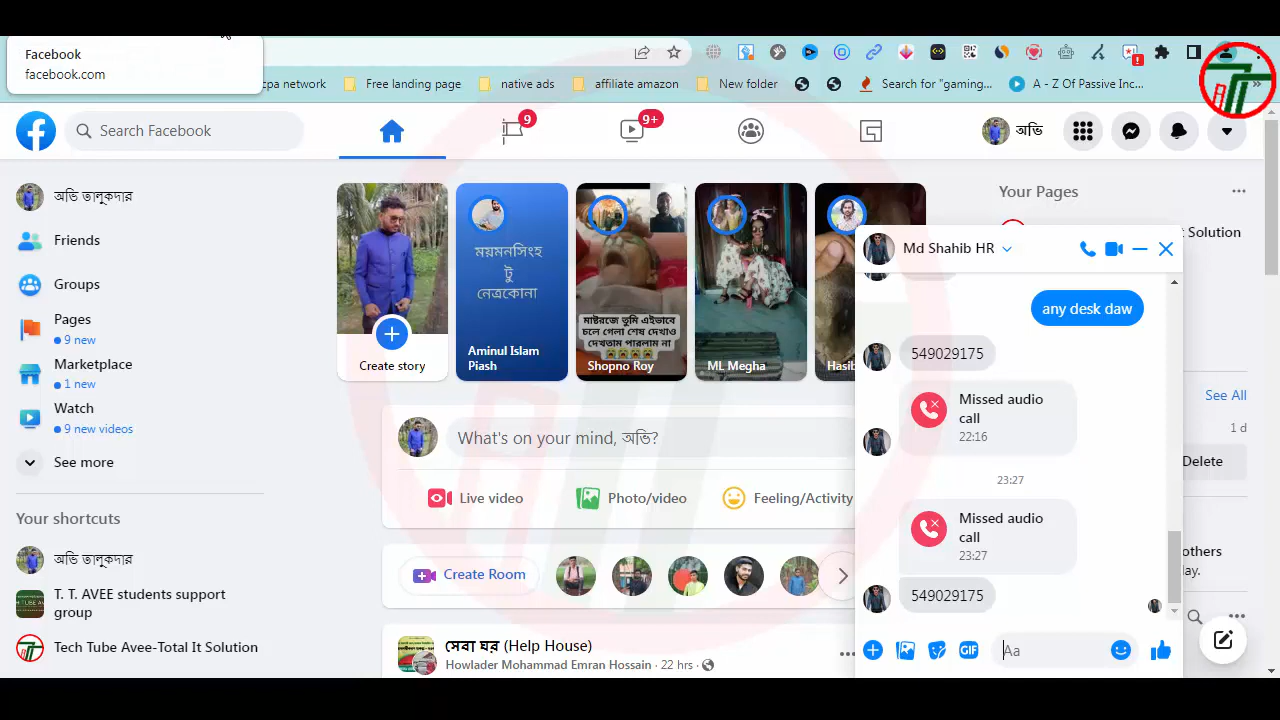 Facebook
facebook.com
cpa network
Free landing page
native ads
affiliate amazon
New folder
Search for "gaming...
A - Z Of Passive Inc...
Search Facebook
9
9+
অভি
অভি তালুকদার
Friends
Groups
Pages
9 new
Marketplace
1 new
Watch
9 new videos
See more
Your shortcuts
অভি তালুকদার
T. T. AVEE students support
group
Tech Tube Avee-Total It Solution
Create story
ময়মনসিংহ
টু
নেত্রকোনা
Aminul Islam
Piash
মাষ্টরজে তুমি এইভাবে
চলে গেলা শেষ দেখাও
দেখতাম পারলাম না
Shopno Roy
ML Megha
Hasib
What's on your mind, অভি?
Live video
Photo/video
Feeling/Activity
Create Room
সেবা ঘর (Help House)
Howlader Mohammad Emran Hossain · 22 hrs ·
Your Pages
t Solution
See All
1 d
Delete
others
day.
Md Shahib HR
any desk daw
549029175
Missed audio
call
22:16
23:27
Missed audio
call
23:27
549029175
GIF
Aa